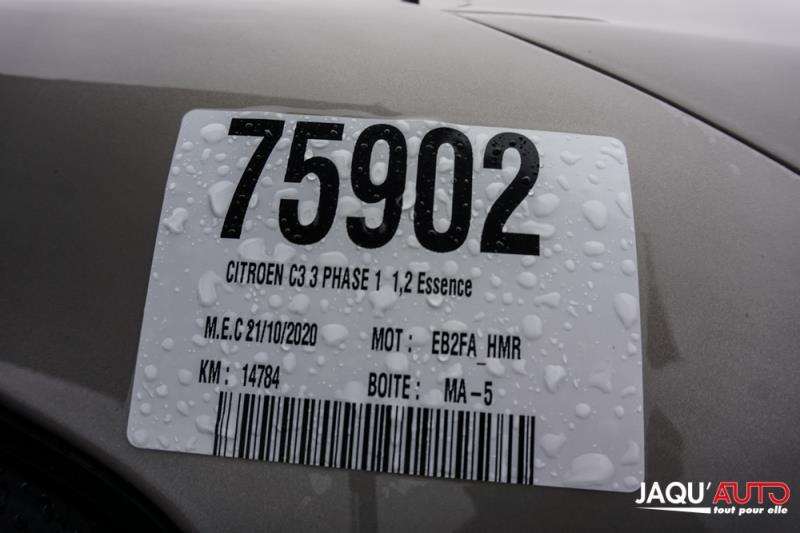 75902
CITROEN C3 3 PHASE 1 1,2 Essence
M.E.C 21/10/2020 MOT : EB2FA_HMR
KM : 14784 BOITE : MA-5
JAQU'AUTO
tout pour elle